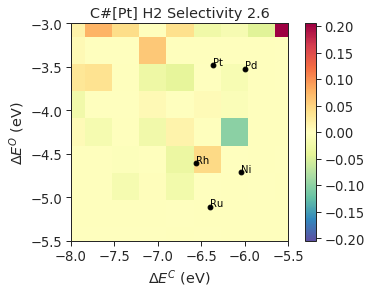 C#[Pt] H2 Selectivity 2.6
−3.0
−3.5
−4.0
−4.5
−5.0
−5.5
ΔE^O (eV)
Pt
Pd
Rh
Ni
Ru
−8.0 −7.5 −7.0 −6.5 −6.0 −5.5
ΔE^C (eV)
0.20
0.15
0.10
0.05
0.00
−0.05
−0.10
−0.15
−0.20